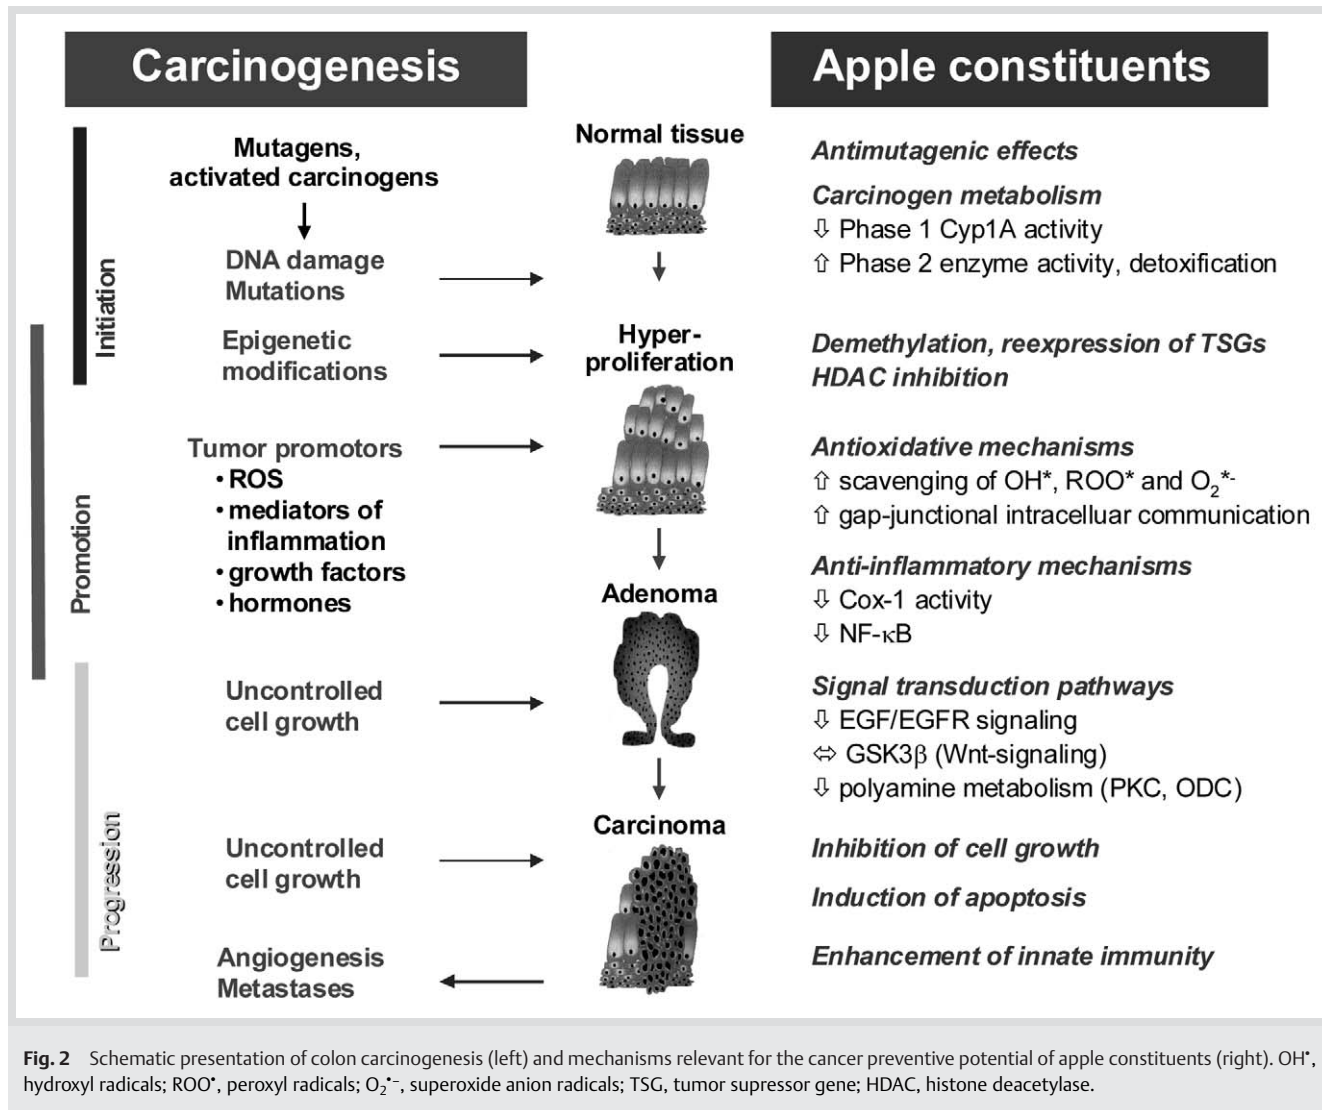 Carcinogenesis
Apple constituents
Initiation
Promotion
Progression
Mutagens,
activated carcinogens
DNA damage
Mutations
Epigenetic
modifications
Tumor promotors
• ROS
• mediators of
inflammation
• growth factors
• hormones
Uncontrolled
cell growth
Uncontrolled
cell growth
Angiogenesis
Metastases
Normal tissue
Hyper-
proliferation
Adenoma
Carcinoma
Antimutagenic effects
Carcinogen metabolism
⇩ Phase 1 Cyp1A activity
⇧ Phase 2 enzyme activity, detoxification
Demethylation, reexpression of TSGs
HDAC inhibition
Antioxidative mechanisms
⇧ scavenging of OH*, ROO* and O₂*-
⇧ gap-junctional intracelluar communication
Anti-inflammatory mechanisms
⇩ Cox-1 activity
⇩ NF-κB
Signal transduction pathways
⇩ EGF/EGFR signaling
⬄ GSK3β (Wnt-signaling)
⇩ polyamine metabolism (PKC, ODC)
Inhibition of cell growth
Induction of apoptosis
Enhancement of innate immunity
Fig. 2 Schematic presentation of colon carcinogenesis (left) and mechanisms relevant for the cancer preventive potential of apple constituents (right). OH•,
hydroxyl radicals; ROO•, peroxyl radicals; O₂•−, superoxide anion radicals; TSG, tumor supressor gene; HDAC, histone deacetylase.